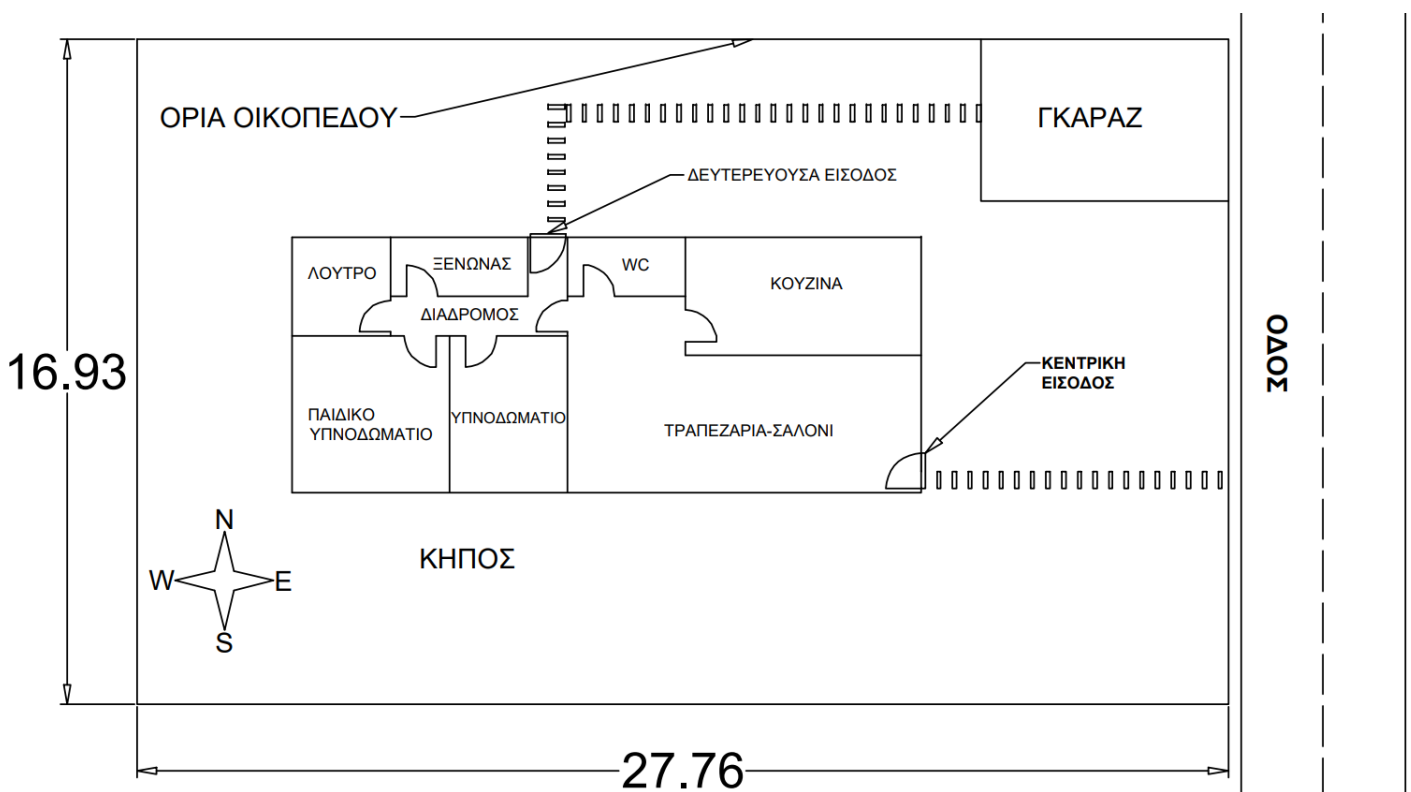 ΟΡΙΑ ΟΙΚΟΠΕΔΟΥ
ΓΚΑΡΑΖ
ΔΕΥΤΕΡΕΥΟΥΣΑ ΕΙΣΟΔΟΣ
ΛΟΥΤΡΟ
ΞΕΝΩΝΑΣ
WC
ΚΟΥΖΙΝΑ
ΔΙΑΔΡΟΜΟΣ
ΟΔΟΣ
16.93
ΚΕΝΤΡΙΚΗ
ΕΙΣΟΔΟΣ
ΠΑΙΔΙΚΟ
ΥΠΝΟΔΩΜΑΤΙΟ
ΥΠΝΟΔΩΜΑΤΙΟ
ΤΡΑΠΕΖΑΡΙΑ-ΣΑΛΟΝΙ
N
W
E
S
ΚΗΠΟΣ
27.76